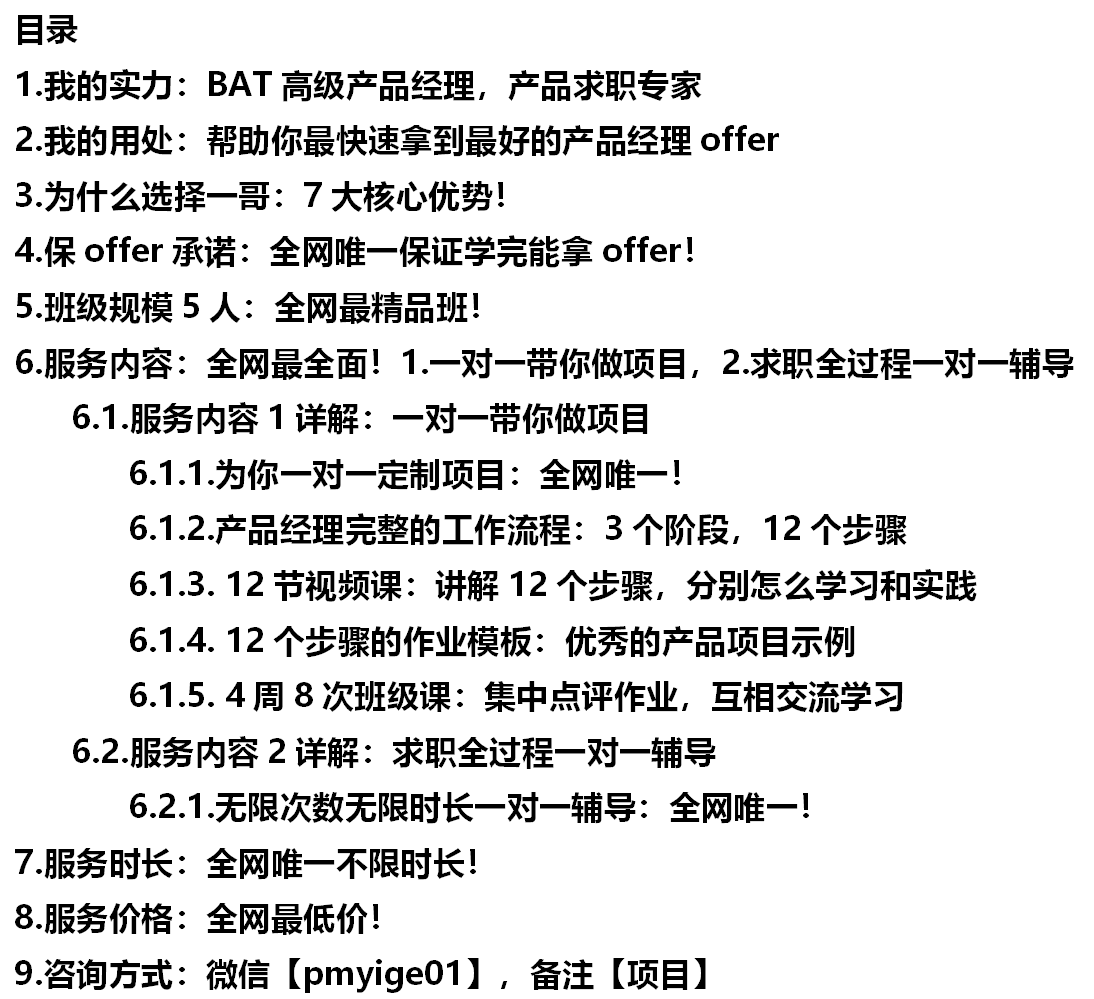 目录
1.我的实力：BAT 高级产品经理，产品求职专家
2.我的用处：帮助你最快速拿到最好的产品经理 offer
3.为什么选择一哥：7 大核心优势！
4.保 offer 承诺：全网唯一保证学完能拿 offer！
5.班级规模 5 人：全网最精品班！
6.服务内容：全网最全面！1.一对一带你做项目，2.求职全过程一对一辅导
6.1.服务内容 1 详解：一对一带你做项目
6.1.1.为你一对一定制项目：全网唯一！
6.1.2.产品经理完整的工作流程：3 个阶段，12 个步骤
6.1.3. 12 节视频课：讲解 12 个步骤，分别怎么学习和实践
6.1.4. 12 个步骤的作业模板：优秀的产品项目示例
6.1.5. 4 周 8 次班级课：集中点评作业，互相交流学习
6.2.服务内容 2 详解：求职全过程一对一辅导
6.2.1.无限次数无限时长一对一辅导：全网唯一！
7.服务时长：全网唯一不限时长！
8.服务价格：全网最低价！
9.咨询方式：微信【pmyige01】，备注【项目】